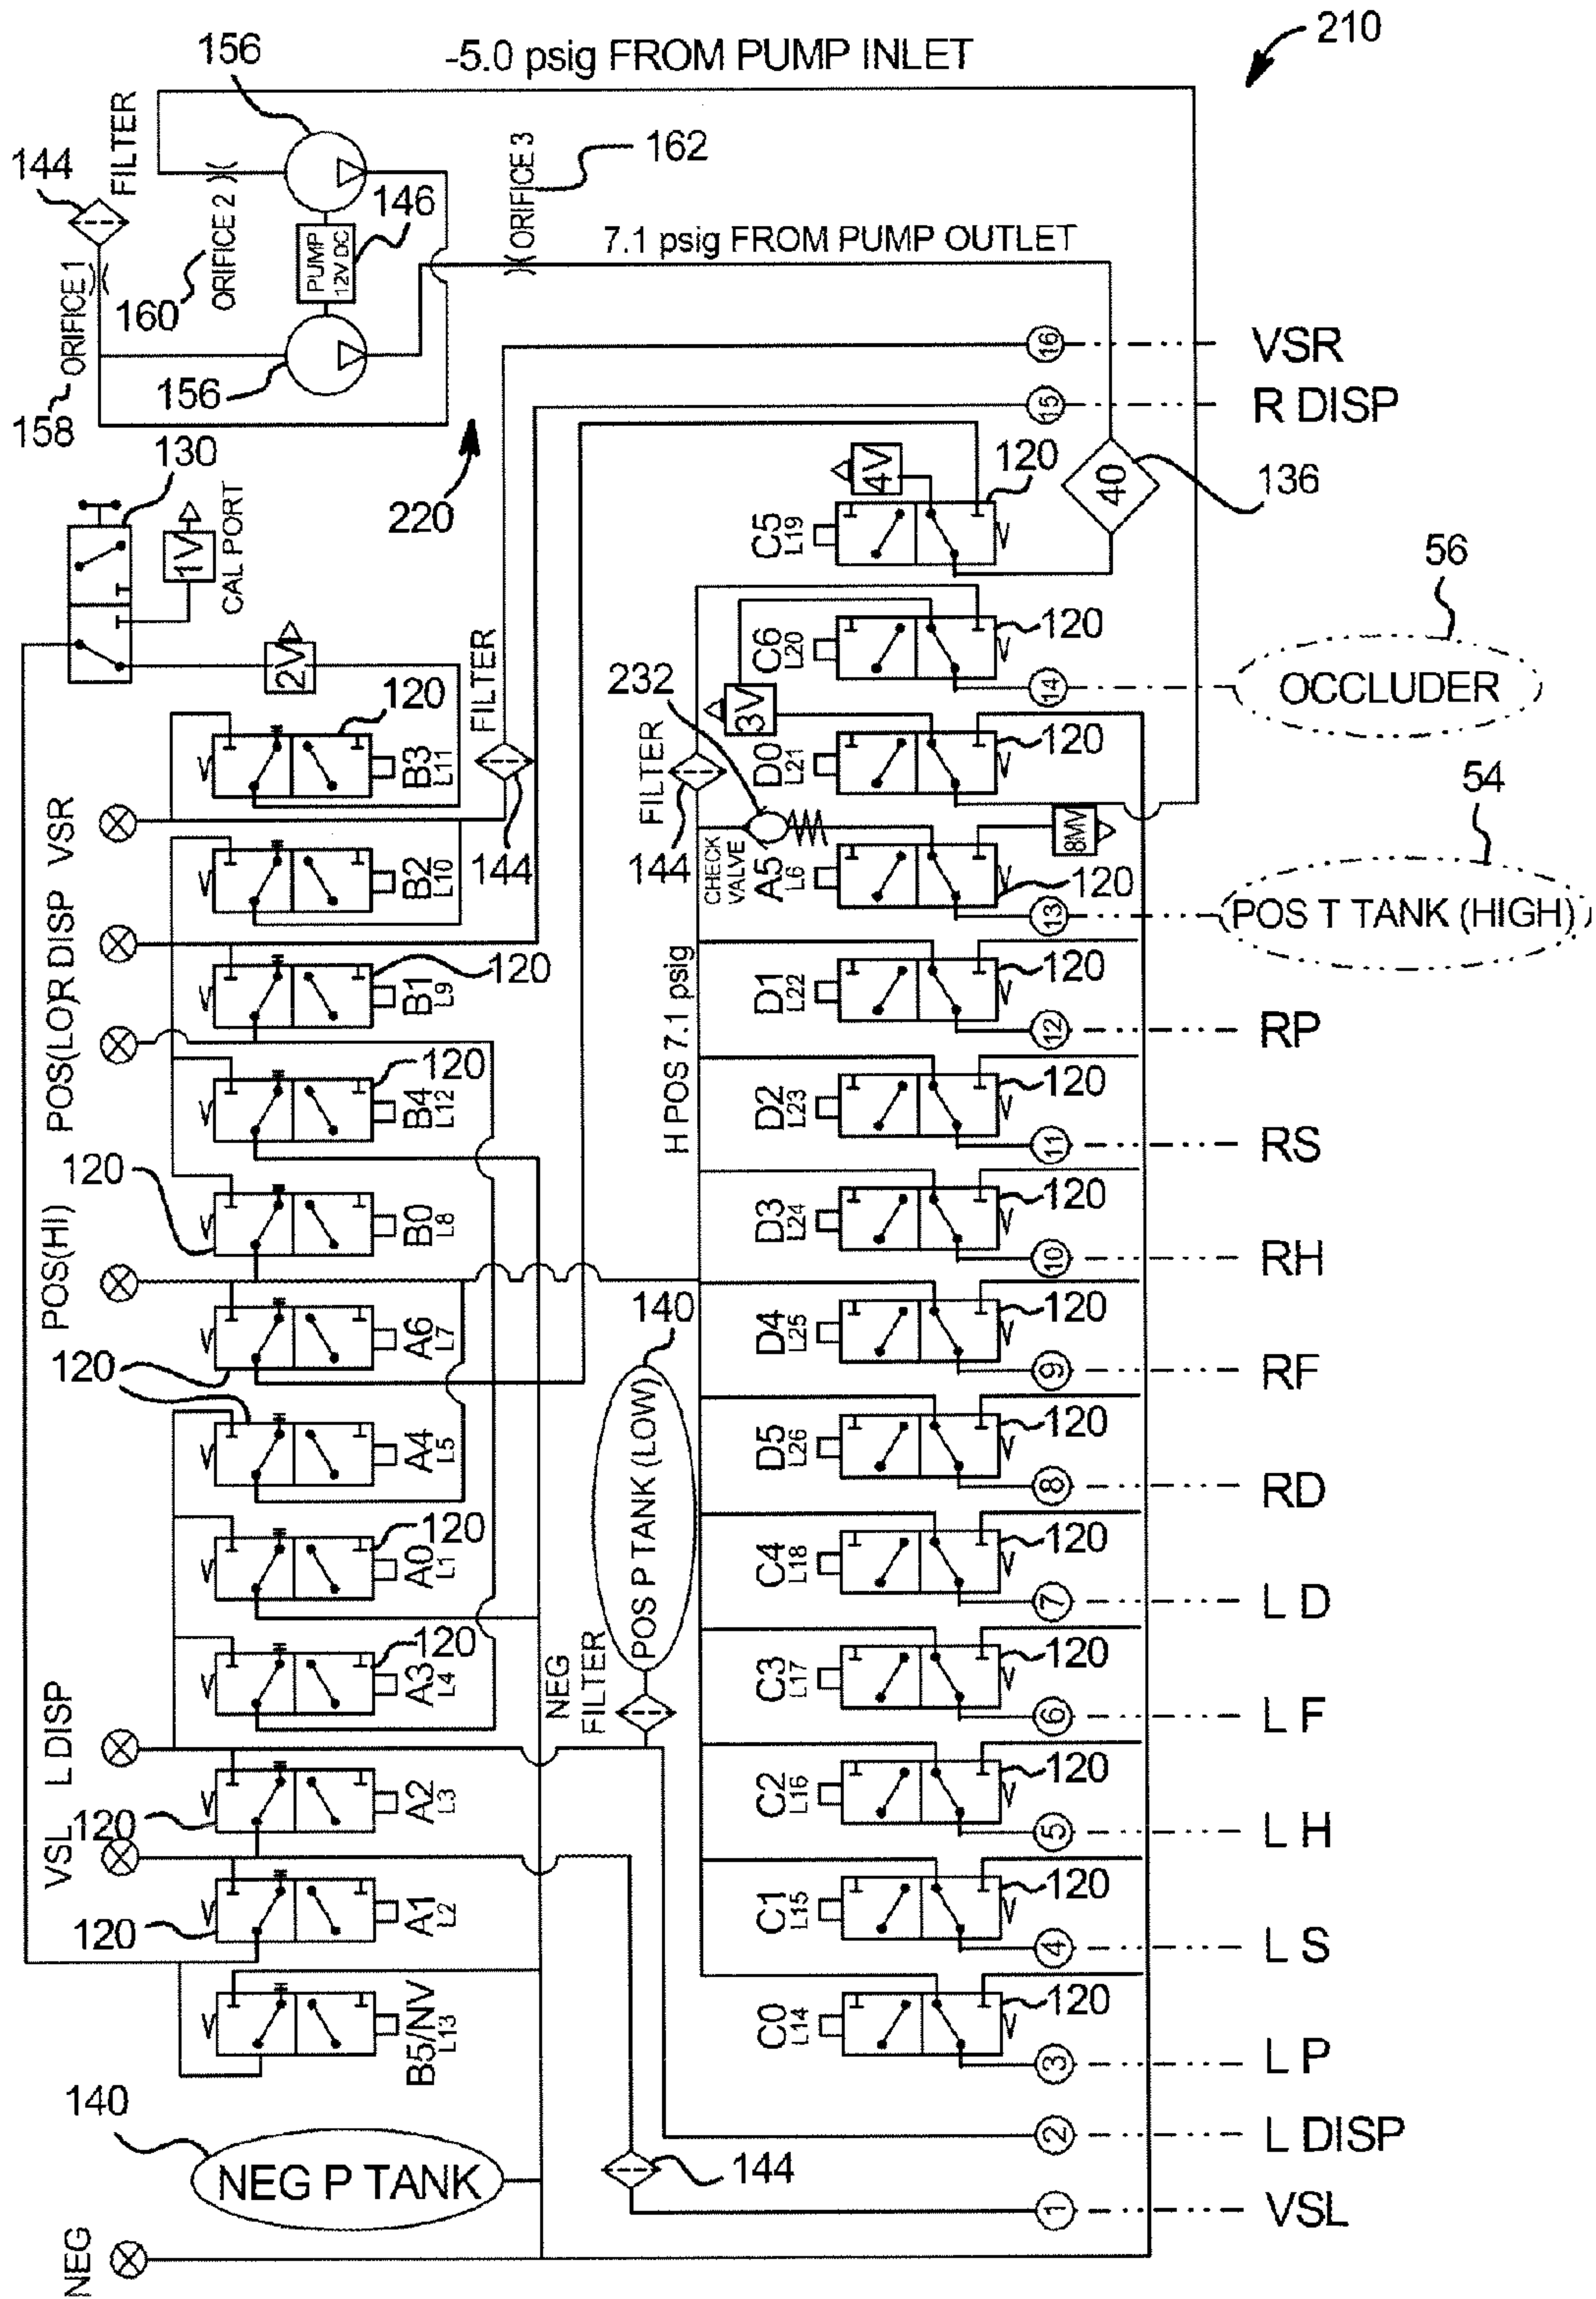 210
-5.0 psig FROM PUMP INLET
156
144
FILTER
ORIFICE 1
158
160
ORIFICE 2
PUMP
12V DC
146
156
ORIFICE 3
162
7.1 psig FROM PUMP OUTLET
220
130
1V
CAL PORT
2V
16
VSR
15
R DISP
4V
C5
L19
120
40
136
FILTER
144
VSR
B3
L11
120
B2
L10
R DISP
B1
L9
120
POS(LO)
B4
L12
120
B0
L8
120
POS(HI)
A6
L7
120
A4
L5
A0
L1
120
A3
L4
120
L DISP
A2
L3
120
VSL
A1
L2
120
B5/NV
L13
140
NEG P TANK
NEG
C6
L20
120
14
56
OCCLUDER
3V
D0
L21
120
232
FILTER
144
CHECK
VALVE
8MV
A5
L6
120
13
54
POS T TANK (HIGH)
H POS 7.1 psig
D1
L22
120
12
RP
D2
L23
120
11
RS
D3
L24
120
10
RH
D4
L25
120
9
RF
140
POS P TANK (LOW)
NEG
FILTER
D5
L26
120
8
RD
C4
L18
120
7
L D
C3
L17
120
6
L F
C2
L16
120
5
L H
C1
L15
120
4
L S
C0
L14
120
3
L P
2
L DISP
144
1
VSL